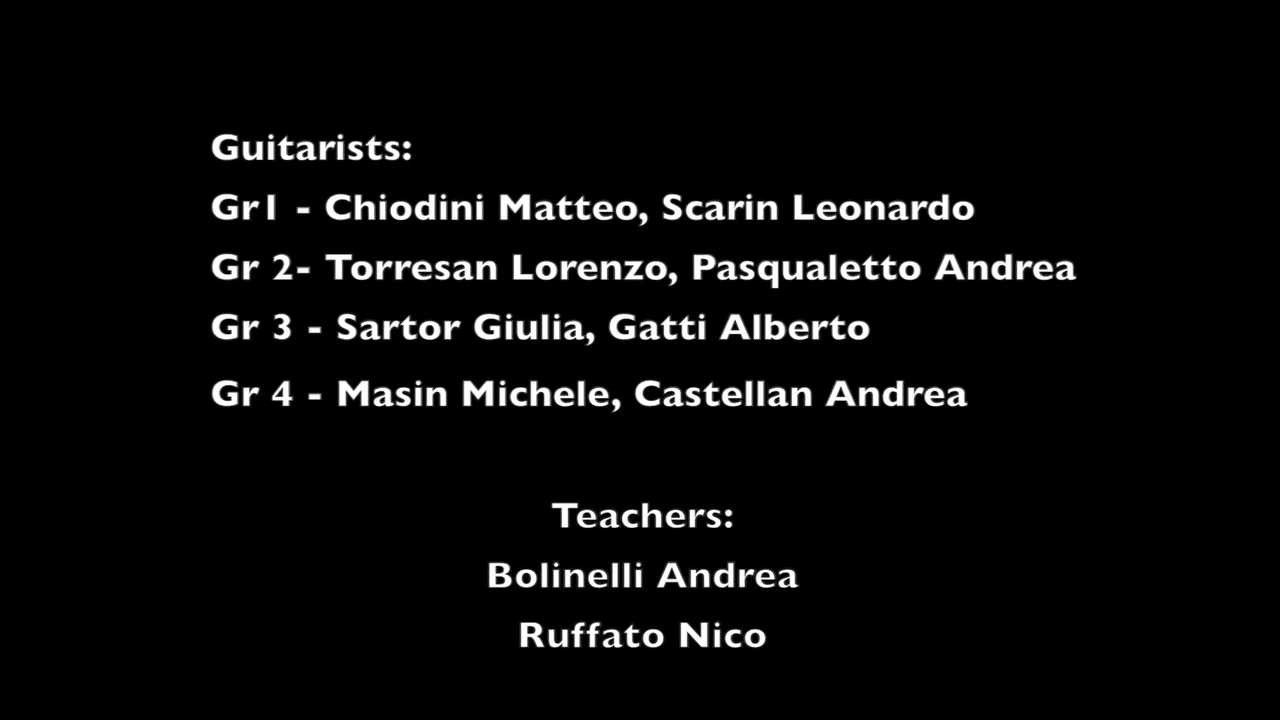 Guitarists:
Gr1 - Chiodini Matteo, Scarin Leonardo
Gr 2- Torresan Lorenzo, Pasqualetto Andrea
Gr 3 - Sartor Giulia, Gatti Alberto
Gr 4 - Masin Michele, Castellan Andrea
Teachers:
Bolinelli Andrea
Ruffato Nico